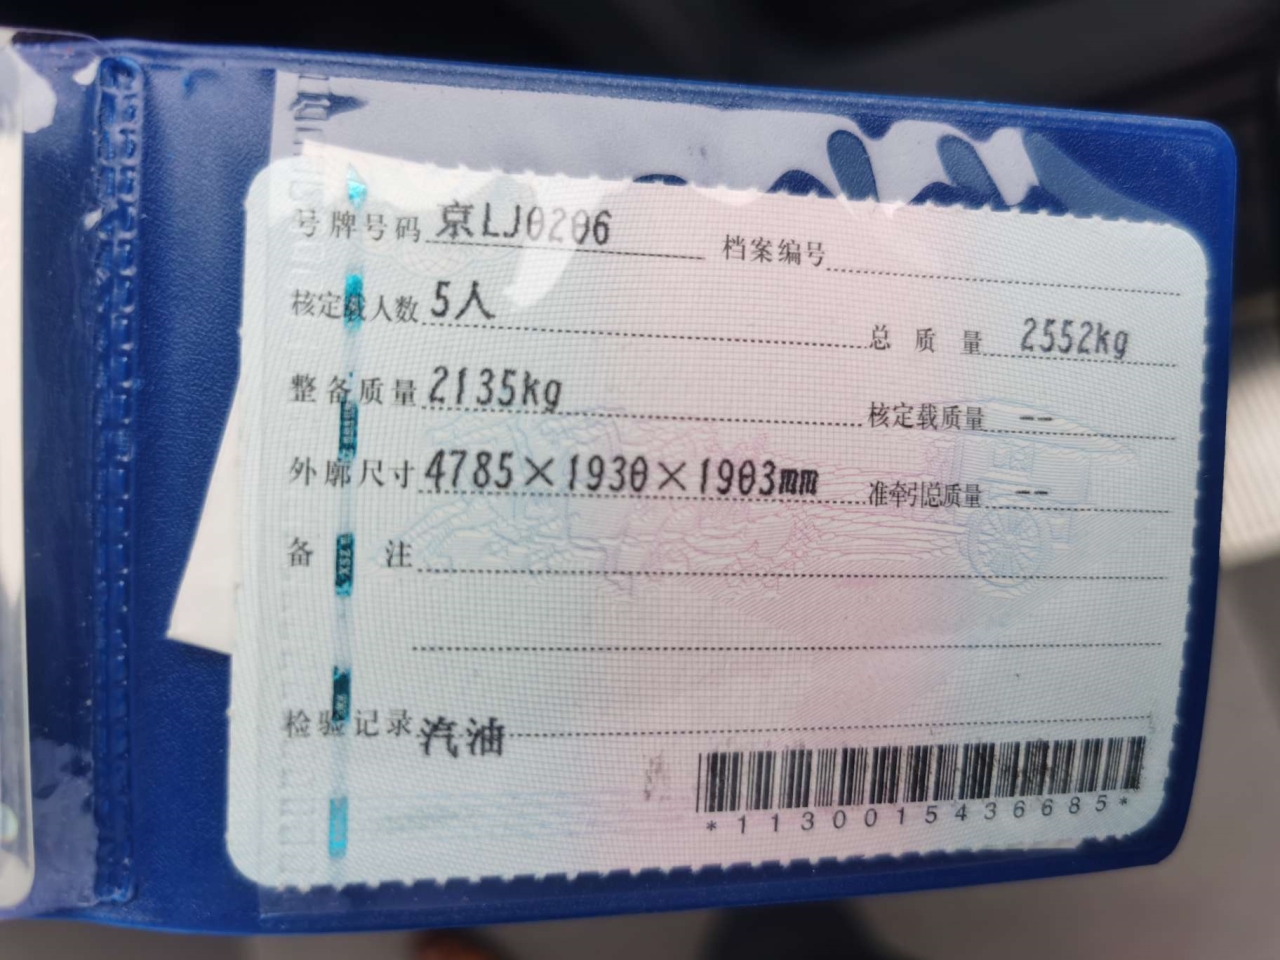 号牌号码 京LJ0206 档案编号
核定载人数 5人
总质量 2552kg
整备质量 2135kg
核定载质量 --
外廓尺寸 4785×1930×1903mm
准牵引总质量 --
备注
检验记录 汽油
*1130015436685*